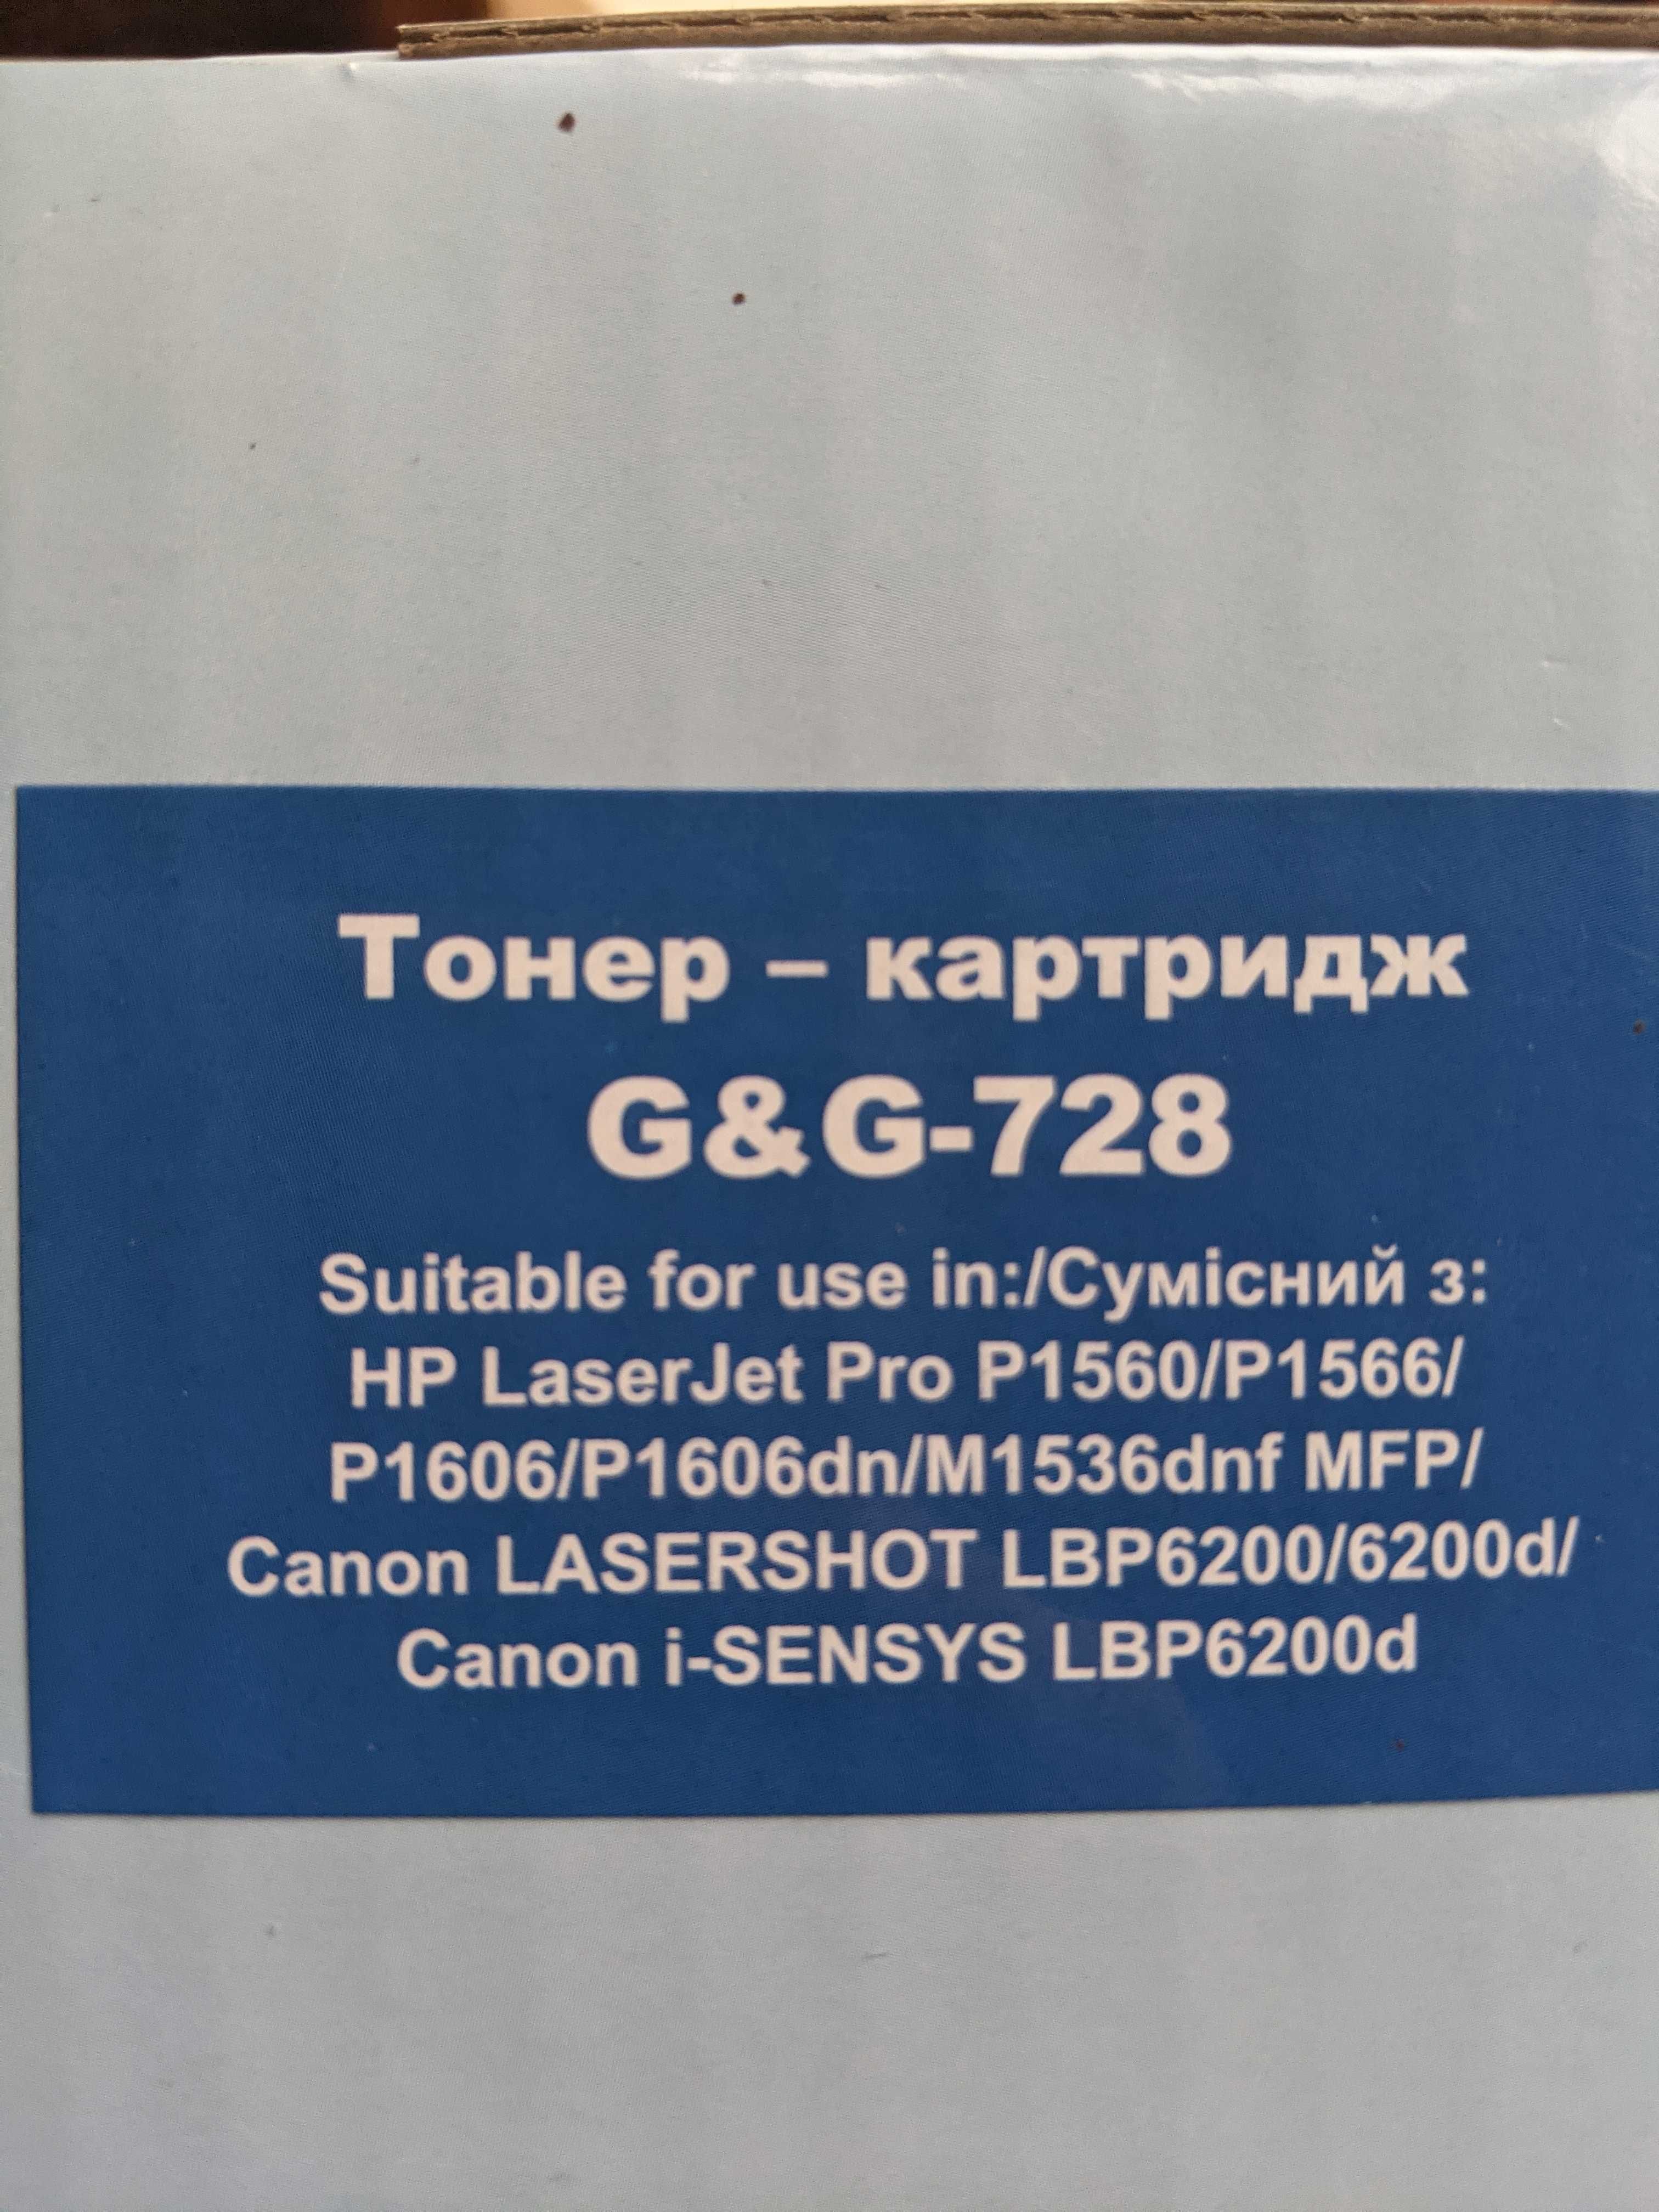 Тонер – картридж
G&G-728
Suitable for use in:/Сумісний з:
HP LaserJet Pro P1560/P1566/
P1606/P1606dn/M1536dnf MFP/
Canon LASERSHOT LBP6200/6200d/
Canon i-SENSYS LBP6200d